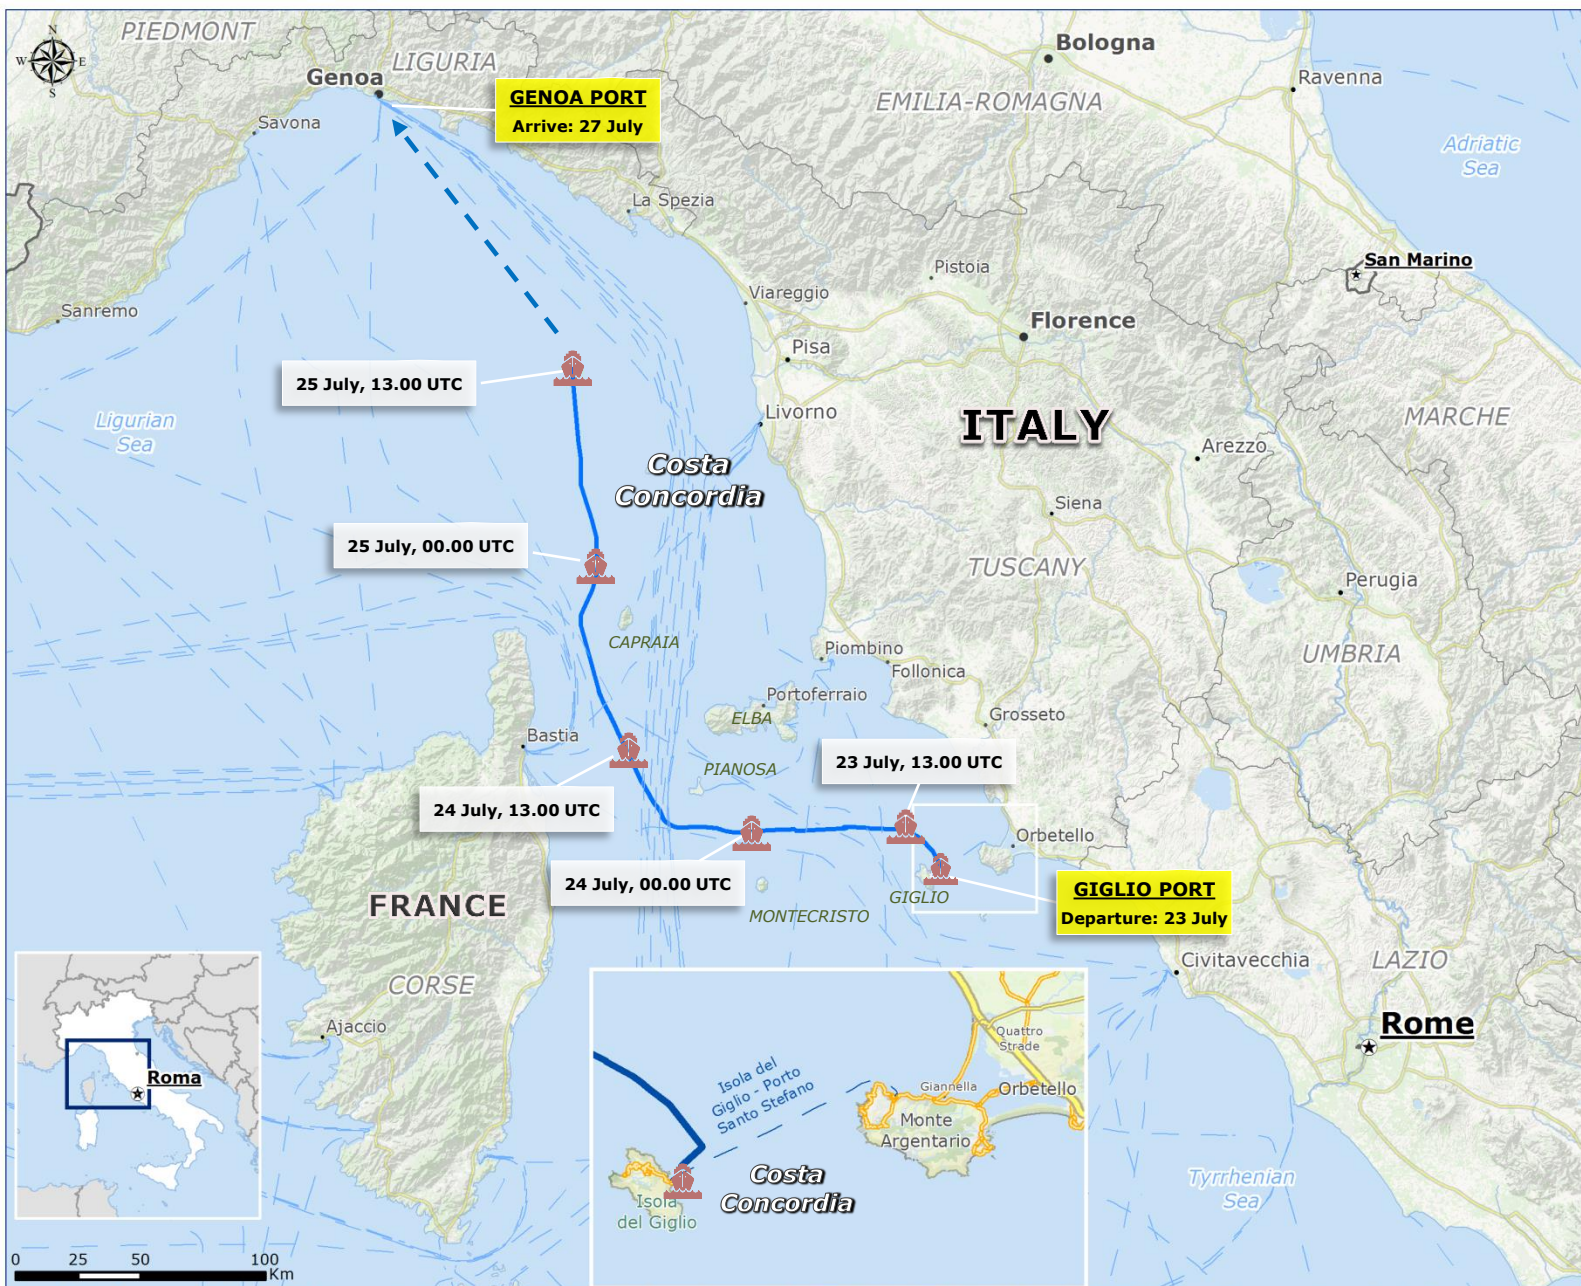 N
W
E
S
PIEDMONT
LIGURIA
Genoa
GENOA PORT
Arrive: 27 July
Savona
Bologna
Ravenna
EMILIA-ROMAGNA
Adriatic
Sea
La Spezia
San Marino
Sanremo
Viareggio
Pistoia
Florence
Pisa
25 July, 13.00 UTC
Ligurian
Sea
Livorno
ITALY
MARCHE
Arezzo
Costa
Concordia
Siena
25 July, 00.00 UTC
TUSCANY
Perugia
CAPRAIA
Piombino
Follonica
UMBRIA
Portoferraio
ELBA
Grosseto
Bastia
PIANOSA
23 July, 13.00 UTC
24 July, 13.00 UTC
Orbetello
24 July, 00.00 UTC
GIGLIO
MONTECRISTO
GIGLIO PORT
Departure: 23 July
FRANCE
CORSE
Civitavecchia
LAZIO
Ajaccio
Rome
Roma
Quattro
Strade
Isola del
Giglio - Porto
Santo Stefano
Giannella
Orbetello
Monte
Argentario
Costa
Concordia
Isola
del Giglio
Tyrrhenian
Sea
0 25 50 100
Km